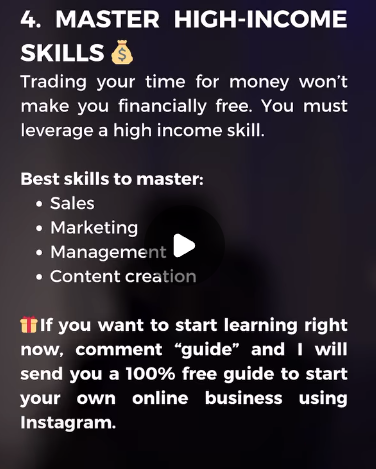 4. MASTER HIGH-INCOME
SKILLS 💰
Trading your time for money won't
make you financially free. You must
leverage a high income skill.
Best skills to master:
• Sales
• Marketing
• Management
• Content creation
🎁If you want to start learning right
now, comment “guide” and I will
send you a 100% free guide to start
your own online business using
Instagram.